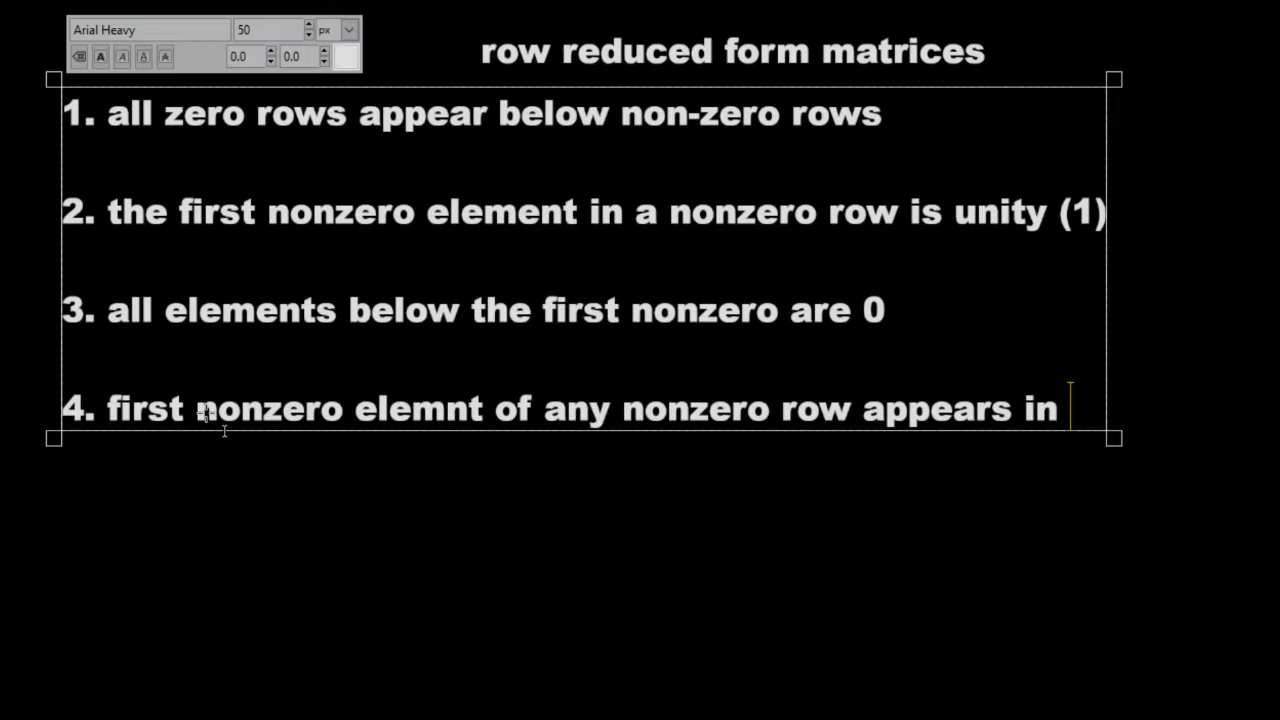 Arial Heavy
50
px
A A A A
0.0
0.0
row reduced form matrices
1. all zero rows appear below non-zero rows
2. the first nonzero element in a nonzero row is unity (1)
3. all elements below the first nonzero are 0
4. first nonzero elemnt of any nonzero row appears in